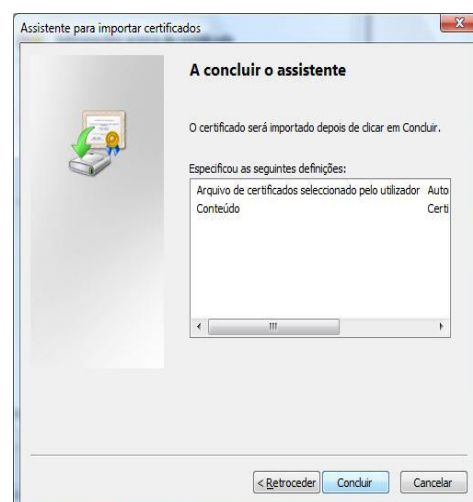 Assistente para importar certificados
A concluir o assistente
O certificado será importado depois de clicar em Concluir.
Especificou as seguintes definições:
Arquivo de certificados seleccionado pelo utilizador Auto
Conteúdo Certi
< Retroceder Concluir Cancelar